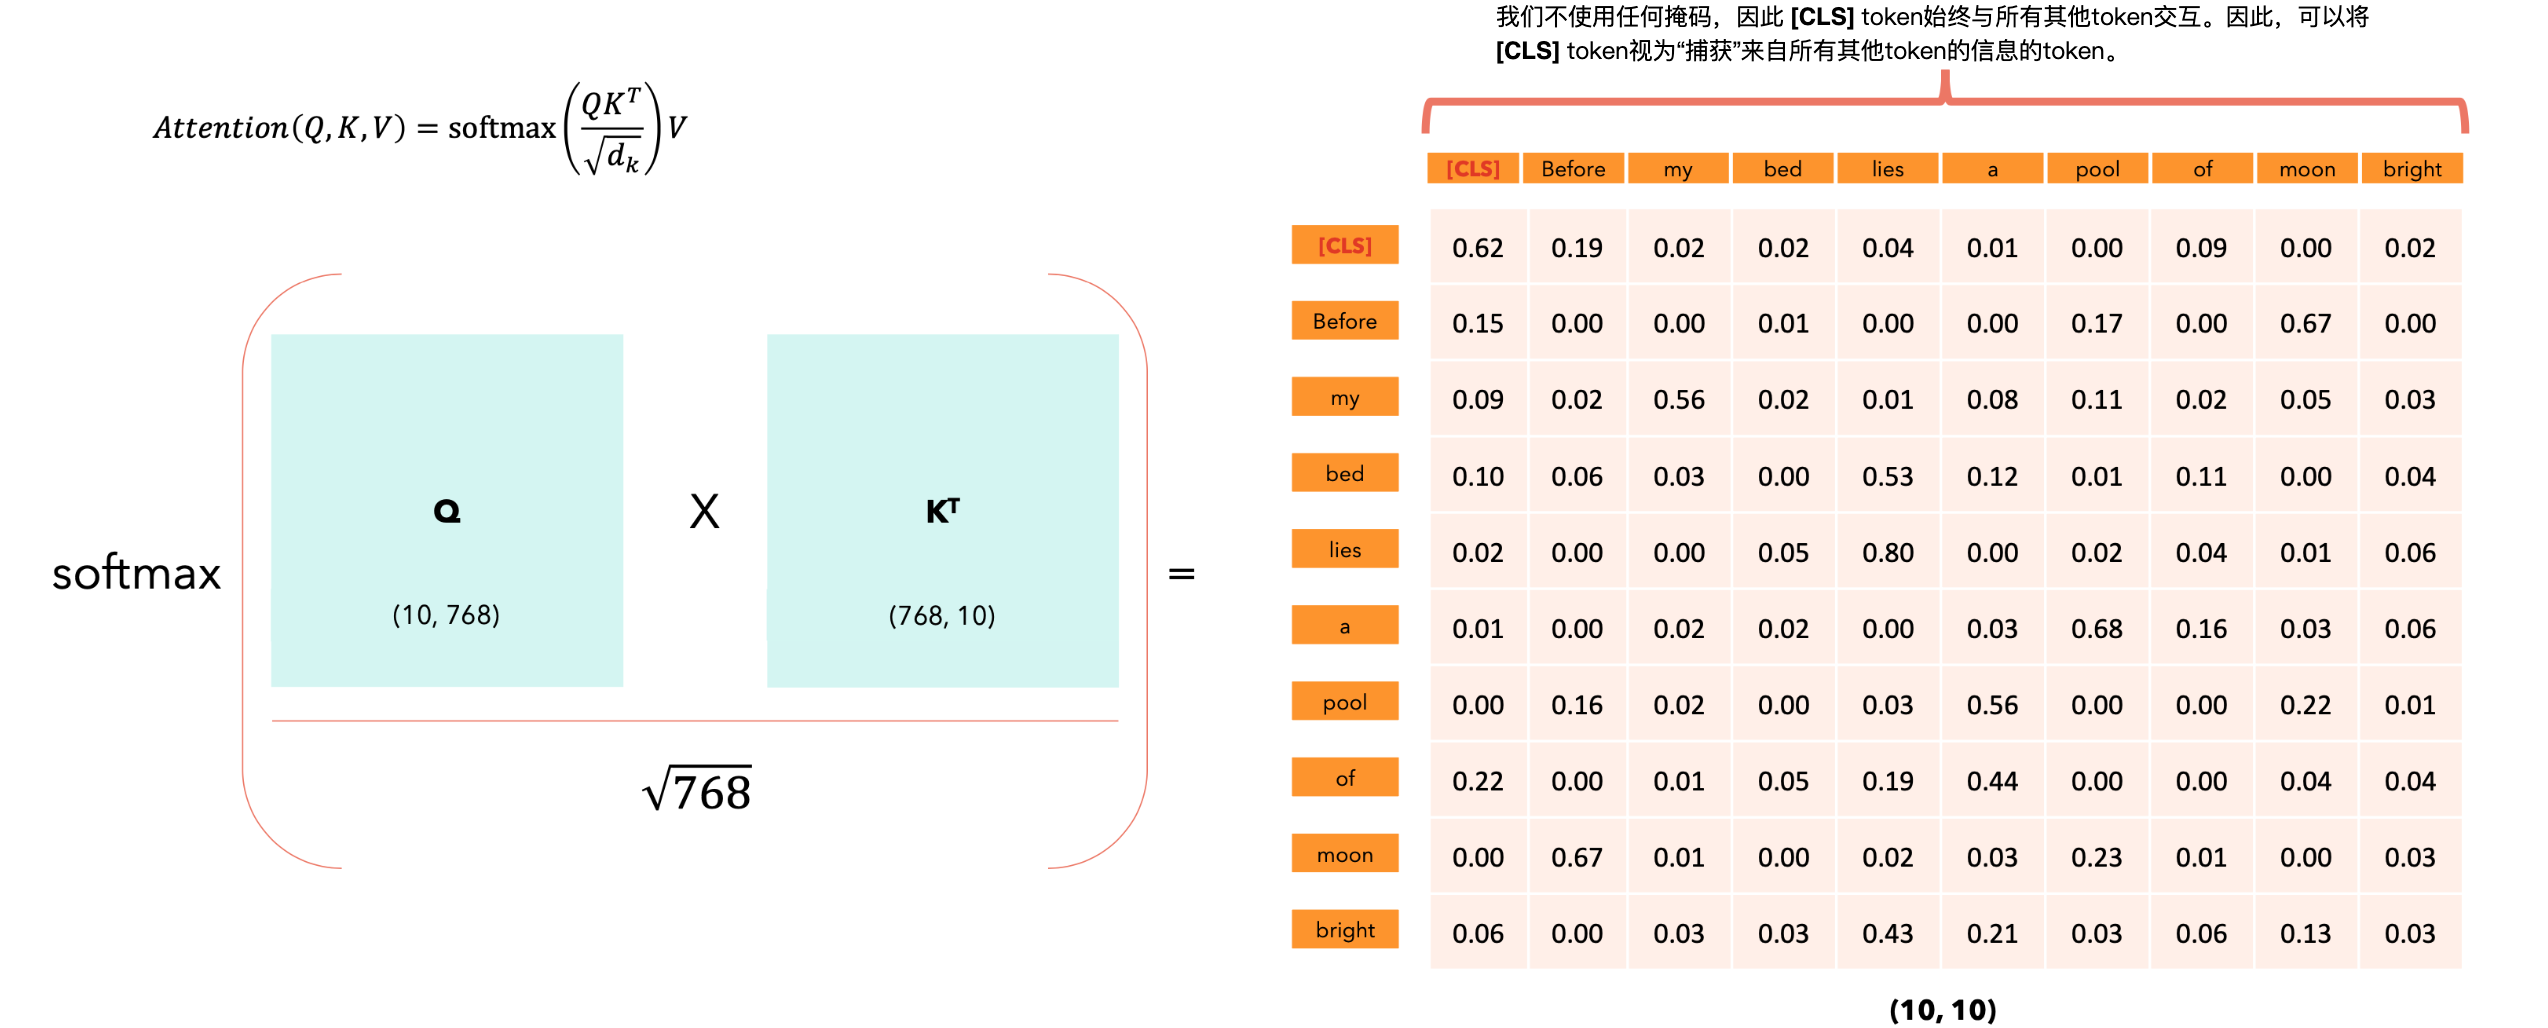 我们不使用任何掩码，因此 [CLS] token始终与所有其他token交互。因此，可以将
[CLS] token视为“捕获”来自所有其他token的信息的token。
Attention(Q, K, V) = softmax(QK^T / √d_k) V
softmax
Q
(10, 768)
X
K^T
(768, 10)
√768
=
[CLS] Before my bed lies a pool of moon bright
[CLS] 0.62 0.19 0.02 0.02 0.04 0.01 0.00 0.09 0.00 0.02
Before 0.15 0.00 0.00 0.01 0.00 0.00 0.17 0.00 0.67 0.00
my 0.09 0.02 0.56 0.02 0.01 0.08 0.11 0.02 0.05 0.03
bed 0.10 0.06 0.03 0.00 0.53 0.12 0.01 0.11 0.00 0.04
lies 0.02 0.00 0.00 0.05 0.80 0.00 0.02 0.04 0.01 0.06
a 0.01 0.00 0.02 0.02 0.00 0.03 0.68 0.16 0.03 0.06
pool 0.00 0.16 0.02 0.00 0.03 0.56 0.00 0.00 0.22 0.01
of 0.22 0.00 0.01 0.05 0.19 0.44 0.00 0.00 0.04 0.04
moon 0.00 0.67 0.01 0.00 0.02 0.03 0.23 0.01 0.00 0.03
bright 0.06 0.00 0.03 0.03 0.43 0.21 0.03 0.06 0.13 0.03
(10, 10)